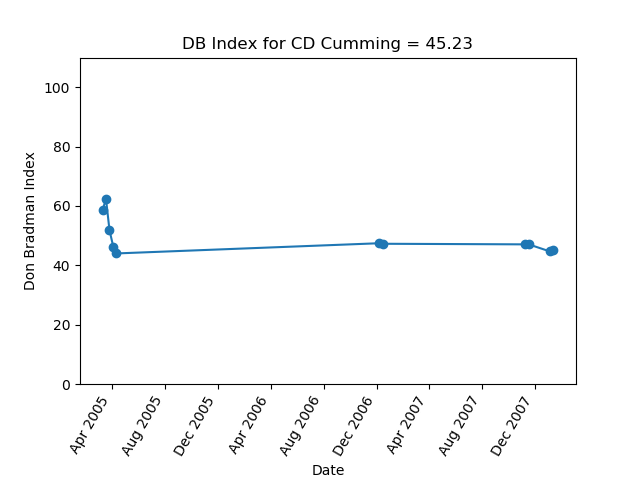 DB Index for CD Cumming = 45.23
Don Bradman Index
100
80
60
40
20
0
Apr 2005
Aug 2005
Dec 2005
Apr 2006
Aug 2006
Dec 2006
Apr 2007
Aug 2007
Dec 2007
Date